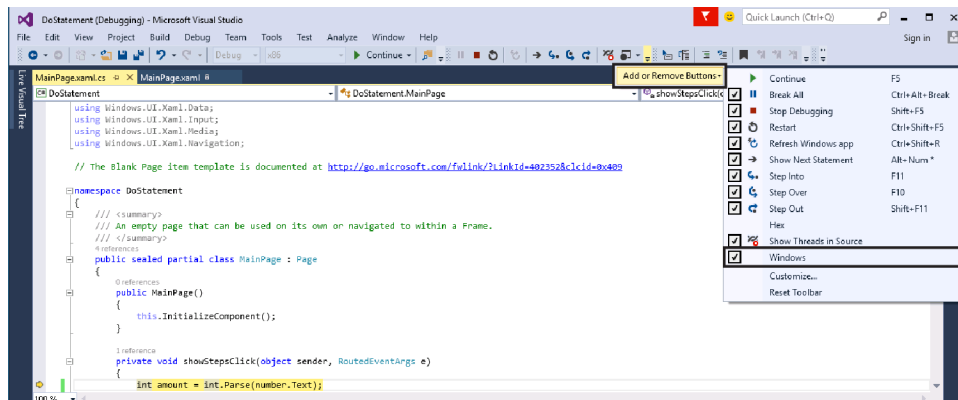 DoStatement (Debugging) - Microsoft Visual Studio
Quick Launch (Ctrl+Q)
File Edit View Project Build Debug Team Tools Test Analyze Window Help
Sign in
Debug x86 Continue
MainPage.xaml.cs MainPage.xaml
Add or Remove Buttons
Live Visual Tree
C# DoStatement
DoStatement.MainPage
showStepsClick(o
using Windows.UI.Xaml.Data;
using Windows.UI.Xaml.Input;
using Windows.UI.Xaml.Media;
using Windows.UI.Xaml.Navigation;
// The Blank Page item template is documented at http://go.microsoft.com/fwlink/?LinkId=402352&clcid=0x409
namespace DoStatement
{
/// <summary>
/// An empty page that can be used on its own or navigated to within a Frame.
/// </summary>
4 references
public sealed partial class MainPage : Page
{
0 references
public MainPage()
{
this.InitializeComponent();
}
1 reference
private void showStepsClick(object sender, RoutedEventArgs e)
{
int amount = int.Parse(number.Text);
100 %
Continue F5
Break All Ctrl+Alt+Break
Stop Debugging Shift+F5
Restart Ctrl+Shift+F5
Refresh Windows app Ctrl+Shift+R
Show Next Statement Alt+Num *
Step Into F11
Step Over F10
Step Out Shift+F11
Hex
Show Threads in Source
Windows
Customize...
Reset Toolbar